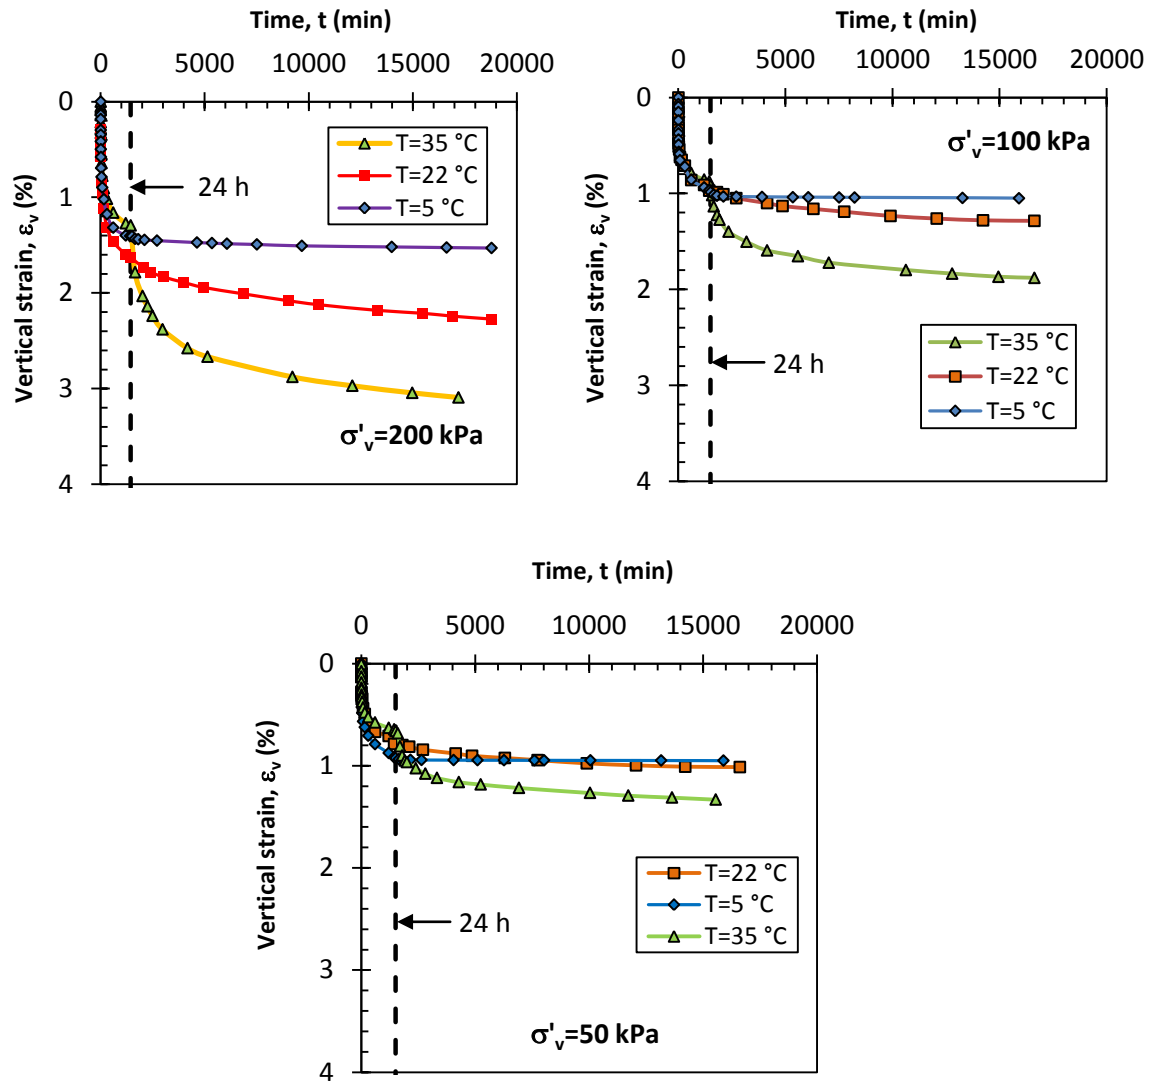 Time, t (min)
0 5000 10000 15000 20000
0
1
2
3
4
Vertical strain, εv (%)
T=35 °C
T=22 °C
T=5 °C
24 h
σ'v=200 kPa
Time, t (min)
0 5000 10000 15000 20000
0
1
2
3
4
Vertical strain, εv (%)
σ'v=100 kPa
24 h
T=35 °C
T=22 °C
T=5 °C
Time, t (min)
0 5000 10000 15000 20000
0
1
2
3
4
Vertical strain, εv (%)
T=22 °C
T=5 °C
T=35 °C
24 h
σ'v=50 kPa